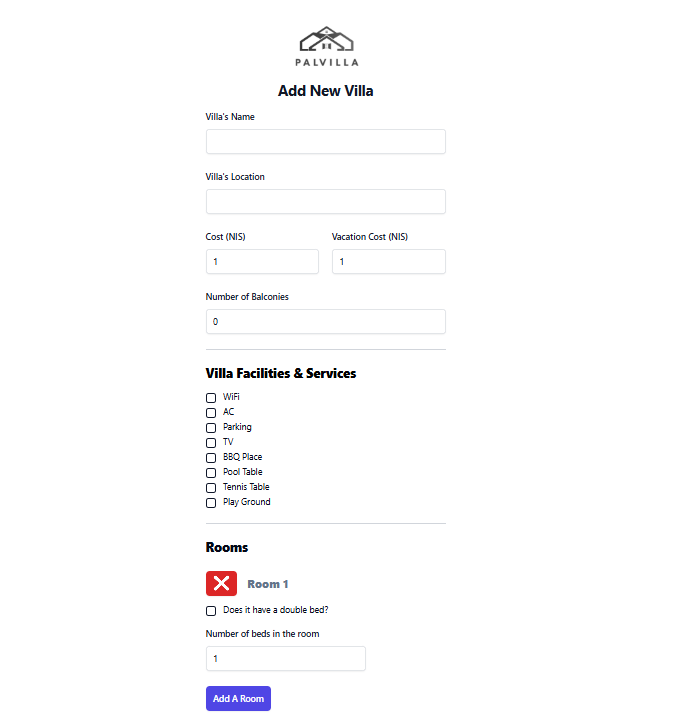 PALVILLA
Add New Villa
Villa's Name
Villa's Location
Cost (NIS) Vacation Cost (NIS)
1 1
Number of Balconies
0
Villa Facilities & Services
WiFi
AC
Parking
TV
BBQ Place
Pool Table
Tennis Table
Play Ground
Rooms
Room 1
Does it have a double bed?
Number of beds in the room
1
Add A Room